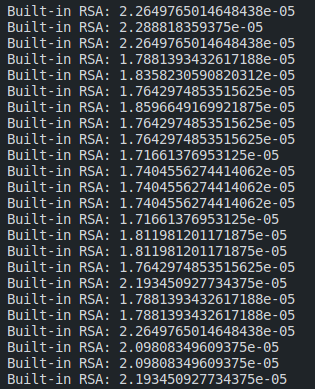 Built-in RSA: 2.2649765014648438e-05
Built-in RSA: 2.288818359375e-05
Built-in RSA: 2.2649765014648438e-05
Built-in RSA: 1.7881393432617188e-05
Built-in RSA: 1.8358230590820312e-05
Built-in RSA: 1.7642974853515625e-05
Built-in RSA: 1.8596649169921875e-05
Built-in RSA: 1.7642974853515625e-05
Built-in RSA: 1.7642974853515625e-05
Built-in RSA: 1.71661376953125e-05
Built-in RSA: 1.7404556274414062e-05
Built-in RSA: 1.7404556274414062e-05
Built-in RSA: 1.7404556274414062e-05
Built-in RSA: 1.71661376953125e-05
Built-in RSA: 1.811981201171875e-05
Built-in RSA: 1.811981201171875e-05
Built-in RSA: 1.7642974853515625e-05
Built-in RSA: 2.193450927734375e-05
Built-in RSA: 1.7881393432617188e-05
Built-in RSA: 1.7881393432617188e-05
Built-in RSA: 2.2649765014648438e-05
Built-in RSA: 2.09808349609375e-05
Built-in RSA: 2.09808349609375e-05
Built-in RSA: 2.193450927734375e-05